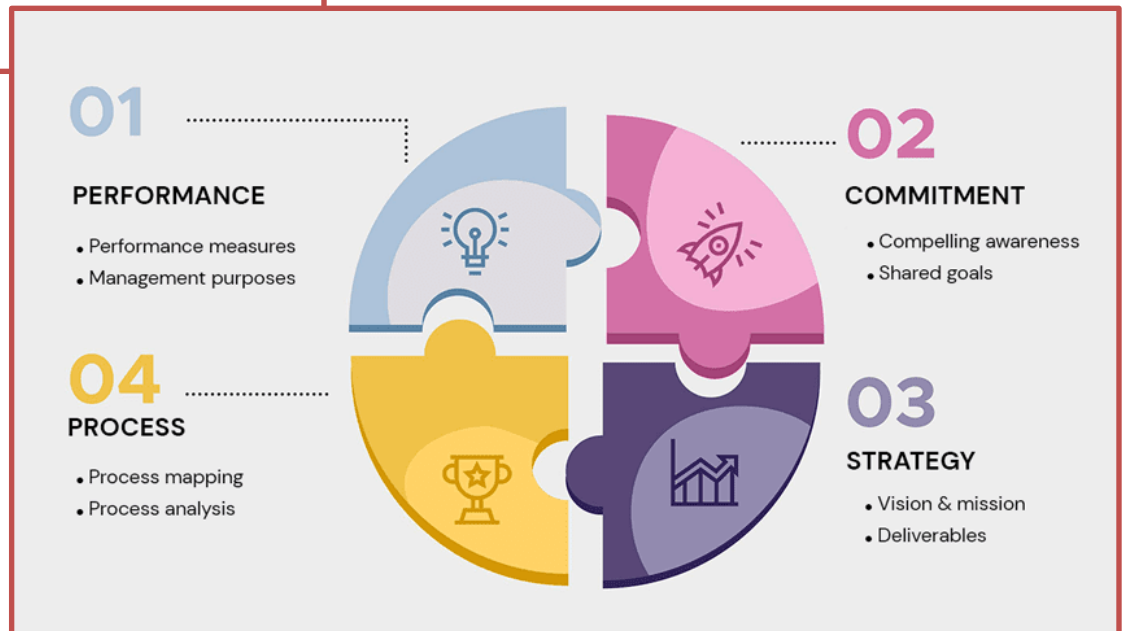 01
PERFORMANCE
• Performance measures
• Management purposes
02
COMMITMENT
• Compelling awareness
• Shared goals
03
STRATEGY
• Vision & mission
• Deliverables
04
PROCESS
• Process mapping
• Process analysis